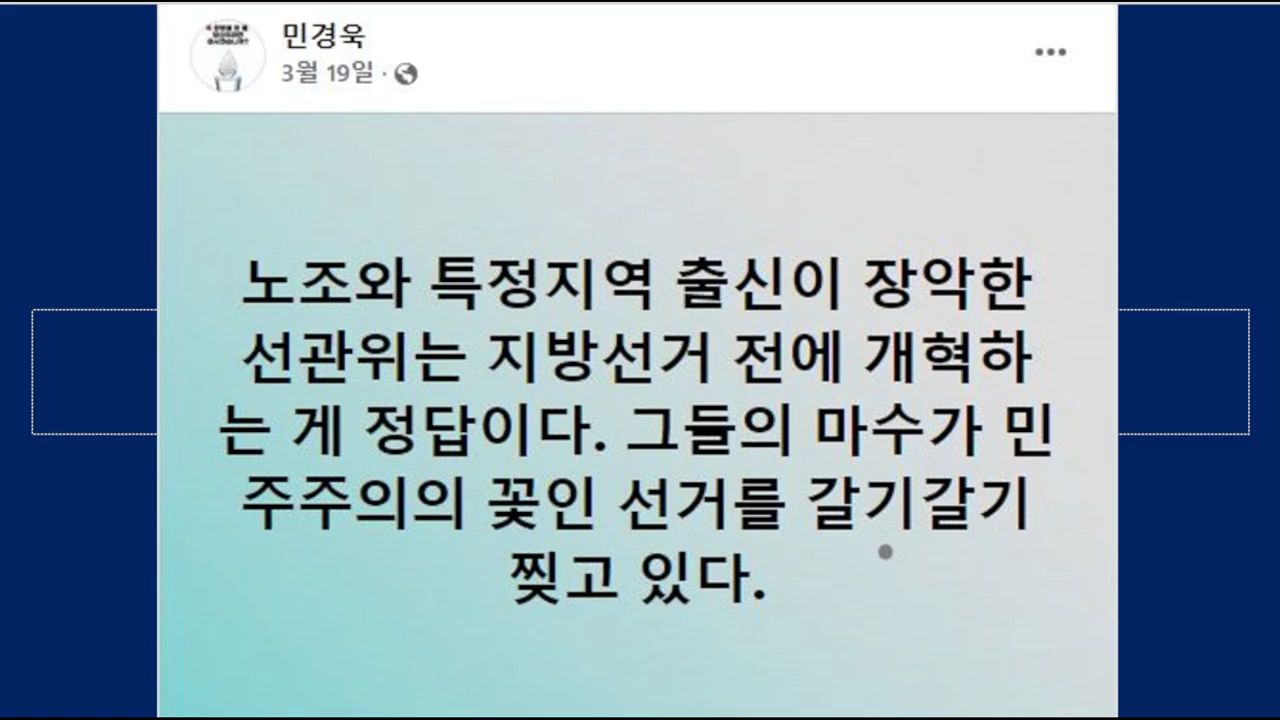 민경욱
3월 19일 ·
노조와 특정지역 출신이 장악한
선관위는 지방선거 전에 개혁하
는 게 정답이다. 그들의 마수가 민
주주의의 꽃인 선거를 갈기갈기
찢고 있다.